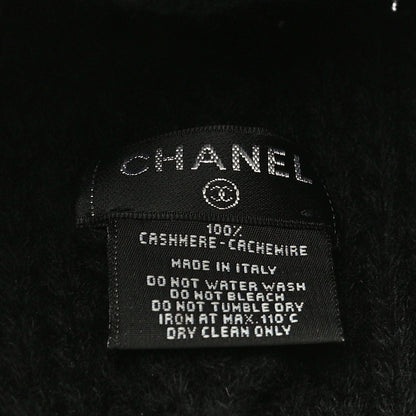 CHANEL
100%
CASHMERE-CACHEMIRE
MADE IN ITALY
DO NOT WATER WASH
DO NOT BLEACH
DO NOT TUMBLE DRY
IRON AT MAX. 110°C
DRY CLEAN ONLY